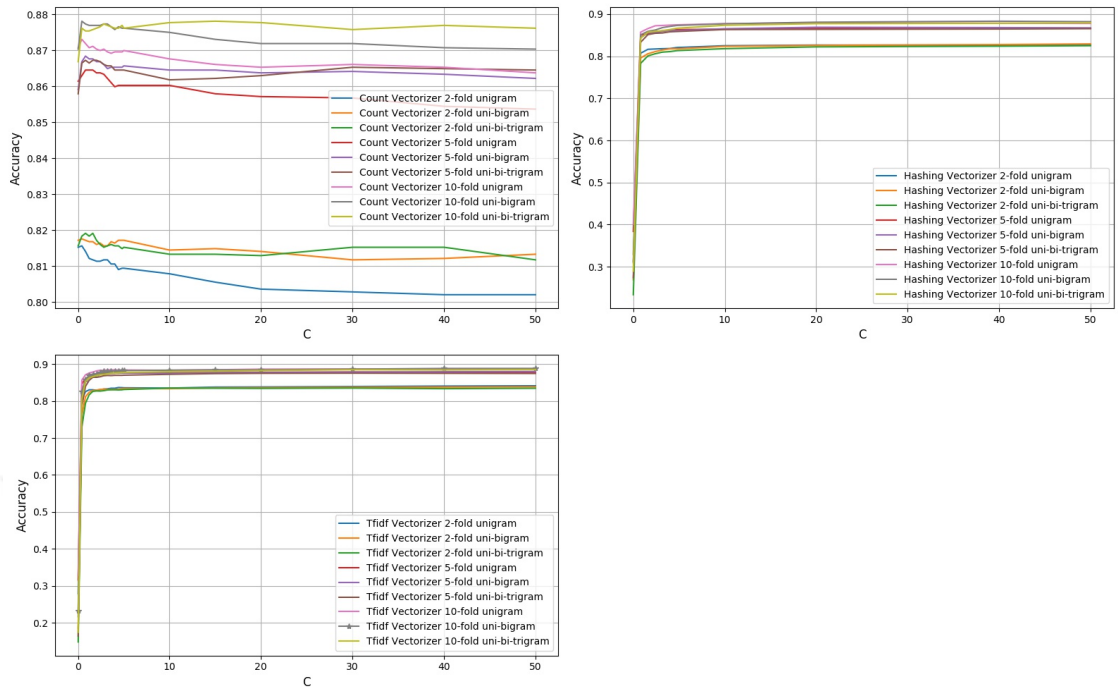 0.88
0.87
0.86
0.85
0.84
0.83
0.82
0.81
0.80
Accuracy
Count Vectorizer 2-fold unigram
Count Vectorizer 2-fold uni-bigram
Count Vectorizer 2-fold uni-bi-trigram
Count Vectorizer 5-fold unigram
Count Vectorizer 5-fold uni-bigram
Count Vectorizer 5-fold uni-bi-trigram
Count Vectorizer 10-fold unigram
Count Vectorizer 10-fold uni-bigram
Count Vectorizer 10-fold uni-bi-trigram
0 10 20 30 40 50
C
0.9
0.8
0.7
0.6
0.5
0.4
0.3
Accuracy
Hashing Vectorizer 2-fold unigram
Hashing Vectorizer 2-fold uni-bigram
Hashing Vectorizer 2-fold uni-bi-trigram
Hashing Vectorizer 5-fold unigram
Hashing Vectorizer 5-fold uni-bigram
Hashing Vectorizer 5-fold uni-bi-trigram
Hashing Vectorizer 10-fold unigram
Hashing Vectorizer 10-fold uni-bigram
Hashing Vectorizer 10-fold uni-bi-trigram
0 10 20 30 40 50
C
0.9
0.8
0.7
0.6
0.5
0.4
0.3
0.2
Accuracy
Tfidf Vectorizer 2-fold unigram
Tfidf Vectorizer 2-fold uni-bigram
Tfidf Vectorizer 2-fold uni-bi-trigram
Tfidf Vectorizer 5-fold unigram
Tfidf Vectorizer 5-fold uni-bigram
Tfidf Vectorizer 5-fold uni-bi-trigram
Tfidf Vectorizer 10-fold unigram
Tfidf Vectorizer 10-fold uni-bigram
Tfidf Vectorizer 10-fold uni-bi-trigram
0 10 20 30 40 50
C